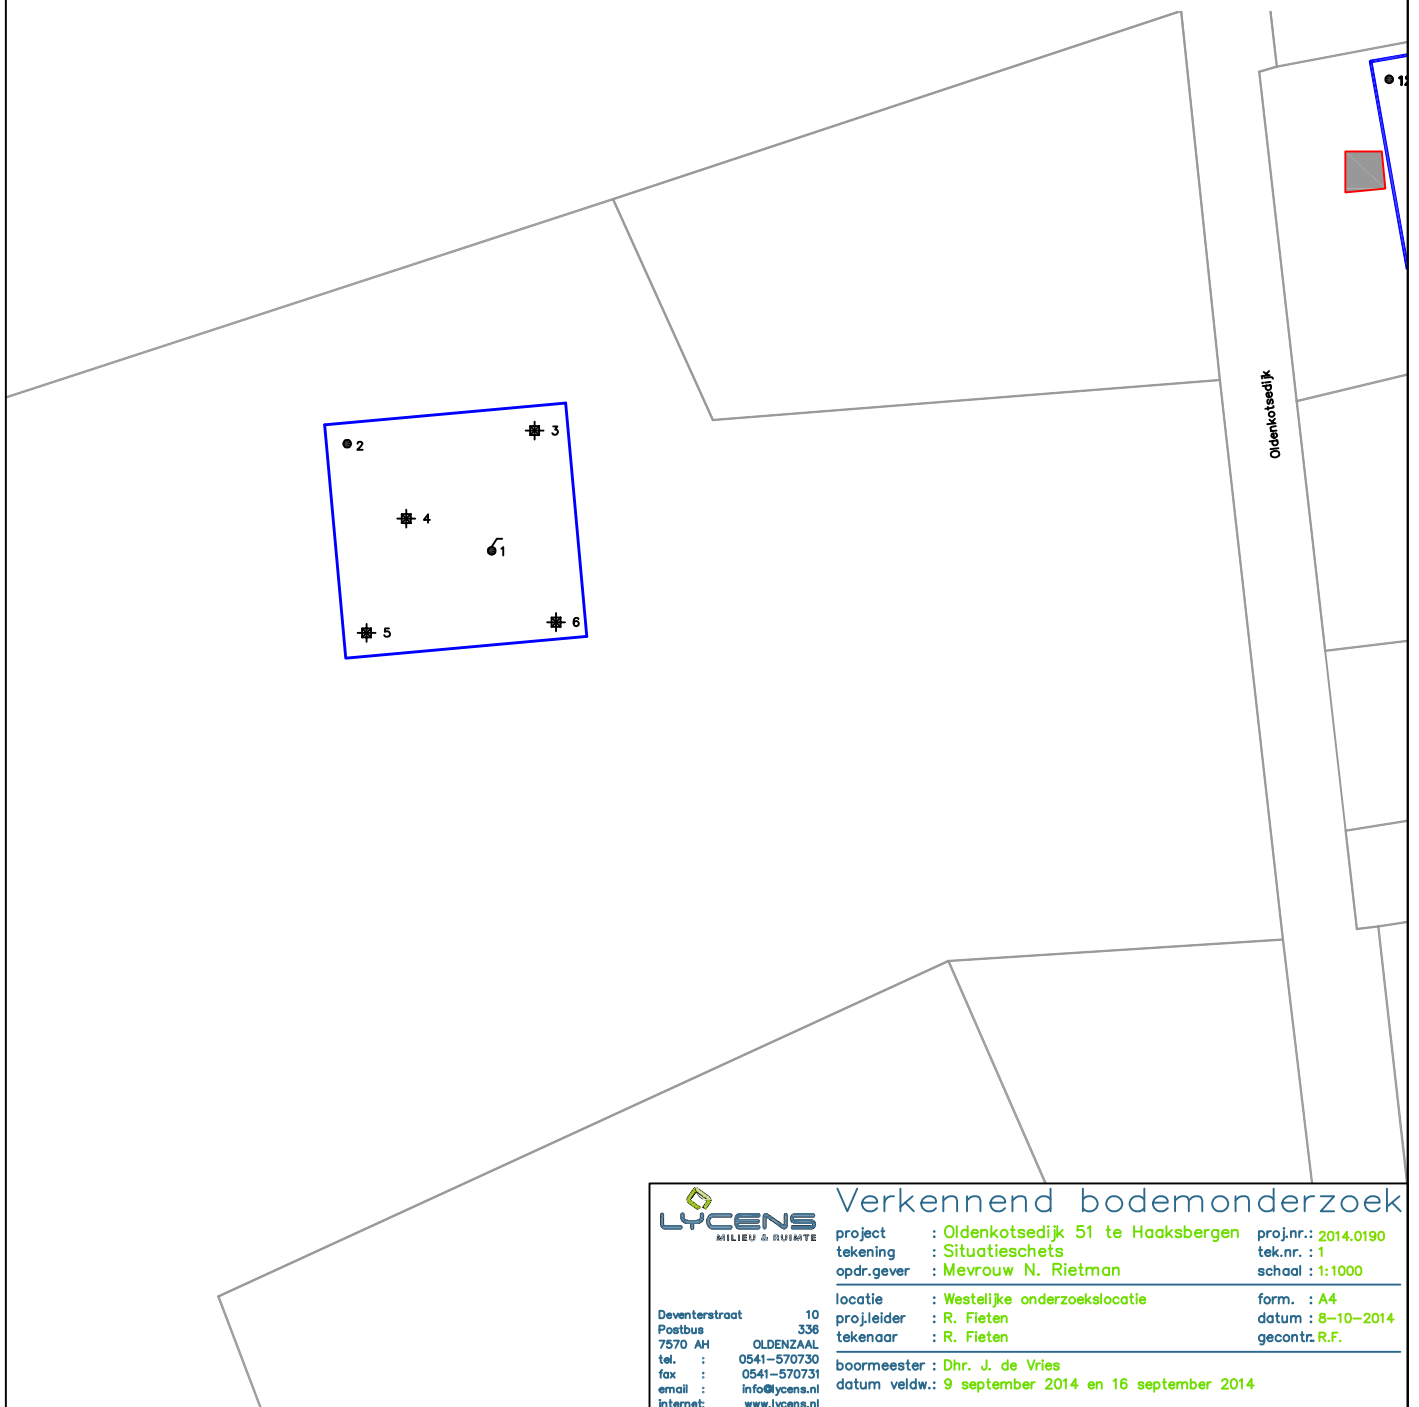 2
3
4
1
5
6
Oldenkotsedijk
LYCENS
MILIEU & RUIMTE
Deventerstraat 10
Postbus 336
7570 AH OLDENZAAL
tel. : 0541-570730
fax : 0541-570731
email : info@lycens.nl
internet: www.lycens.nl
Verkennend bodemonderzoek
project : Oldenkotsedijk 51 te Haaksbergen proj.nr.: 2014.0190
tekening : Situatieschets tek.nr. : 1
opdr.gever : Mevrouw N. Rietman schaal : 1:1000
locatie : Westelijke onderzoekslocatie form. : A4
proj.leider : R. Fieten datum : 8-10-2014
tekenaar : R. Fieten gecontr.: R.F.
boormeester : Dhr. J. de Vries
datum veldw.: 9 september 2014 en 16 september 2014